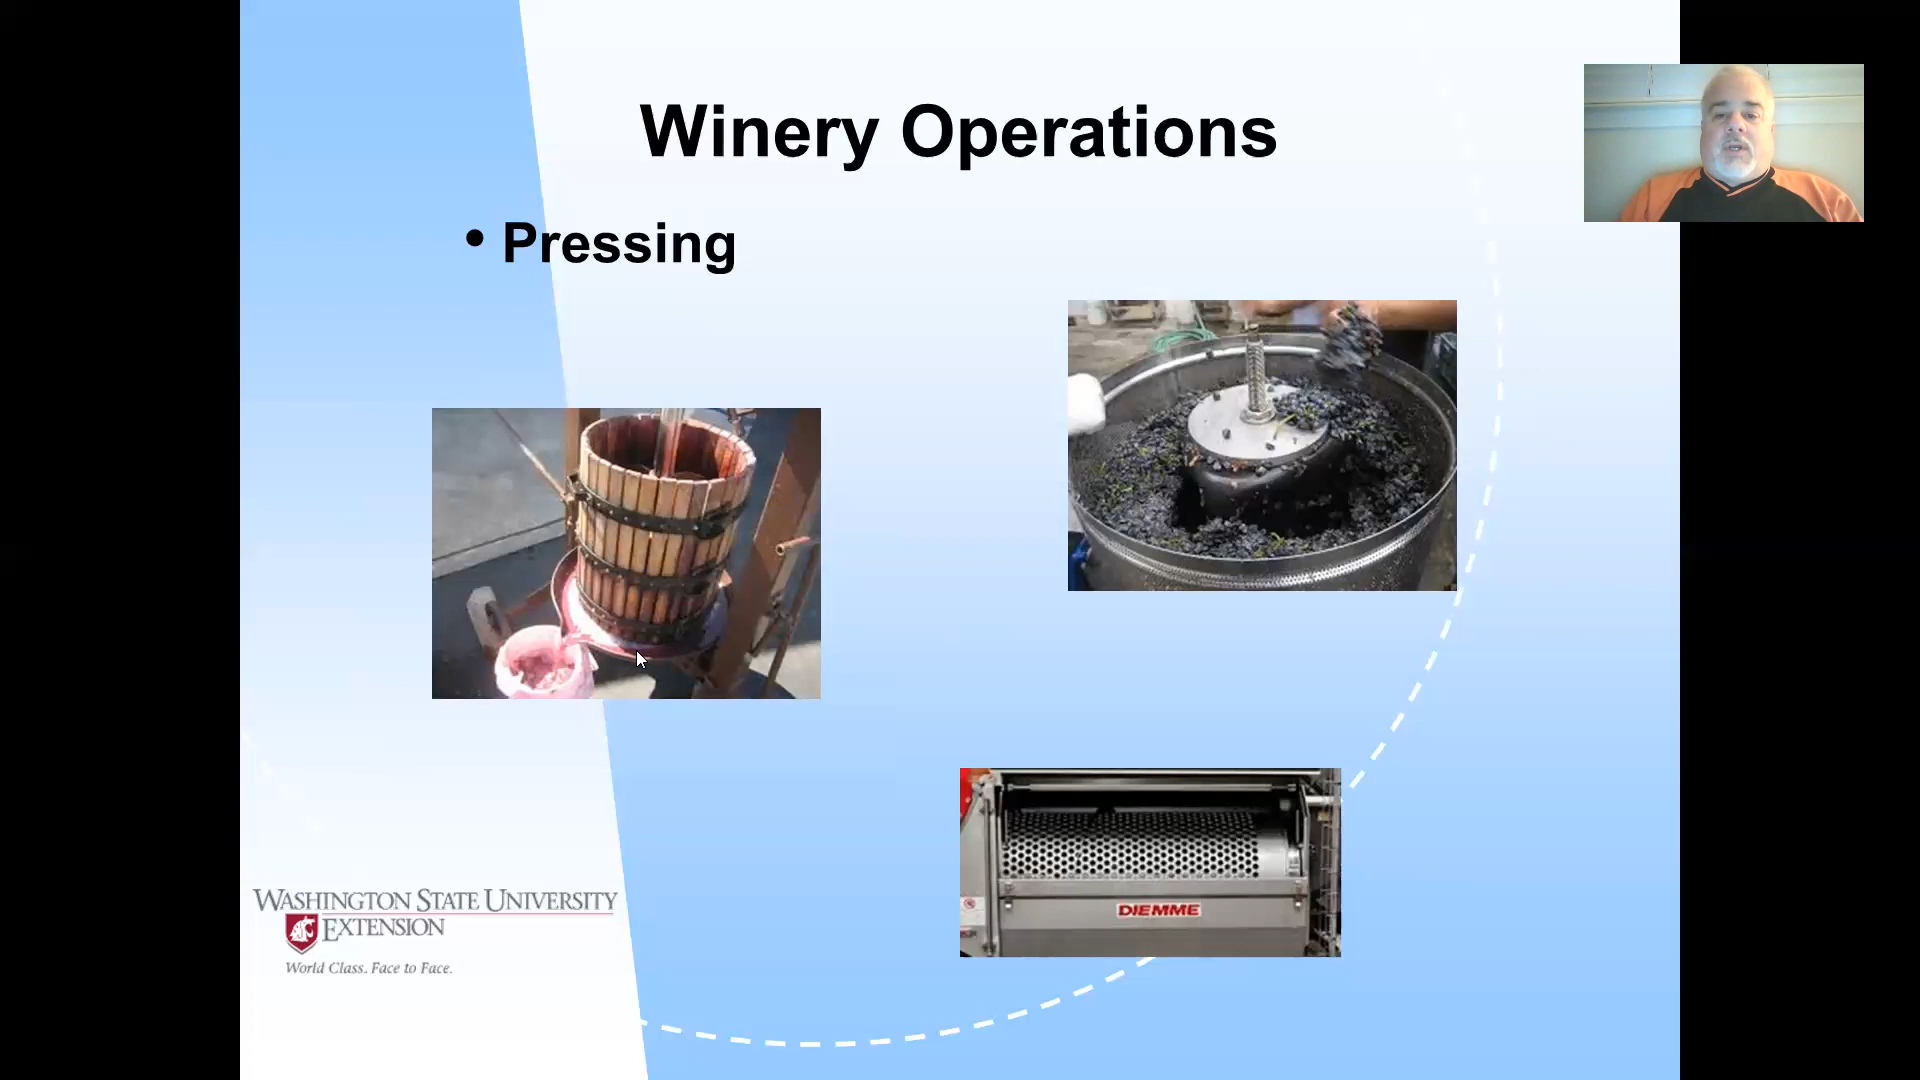 Winery Operations
• Pressing
DIEMME
WASHINGTON STATE UNIVERSITY
EXTENSION
World Class. Face to Face.